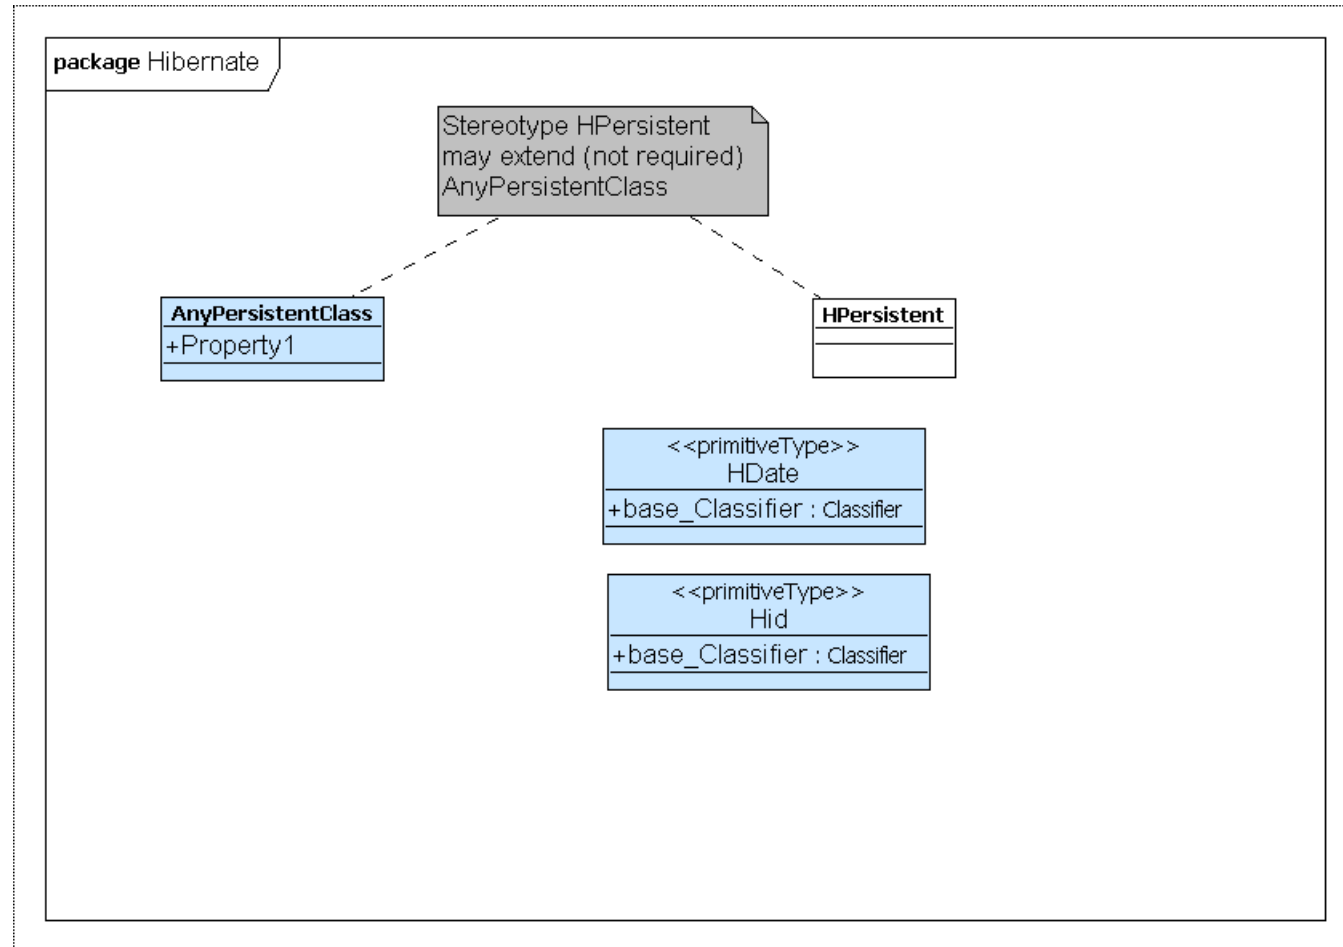 package Hibernate
Stereotype HPersistent
may extend (not required)
AnyPersistentClass
AnyPersistentClass
+Property1
HPersistent
<<primitiveType>>
HDate
+base_Classifier : Classifier
<<primitiveType>>
Hid
+base_Classifier : Classifier